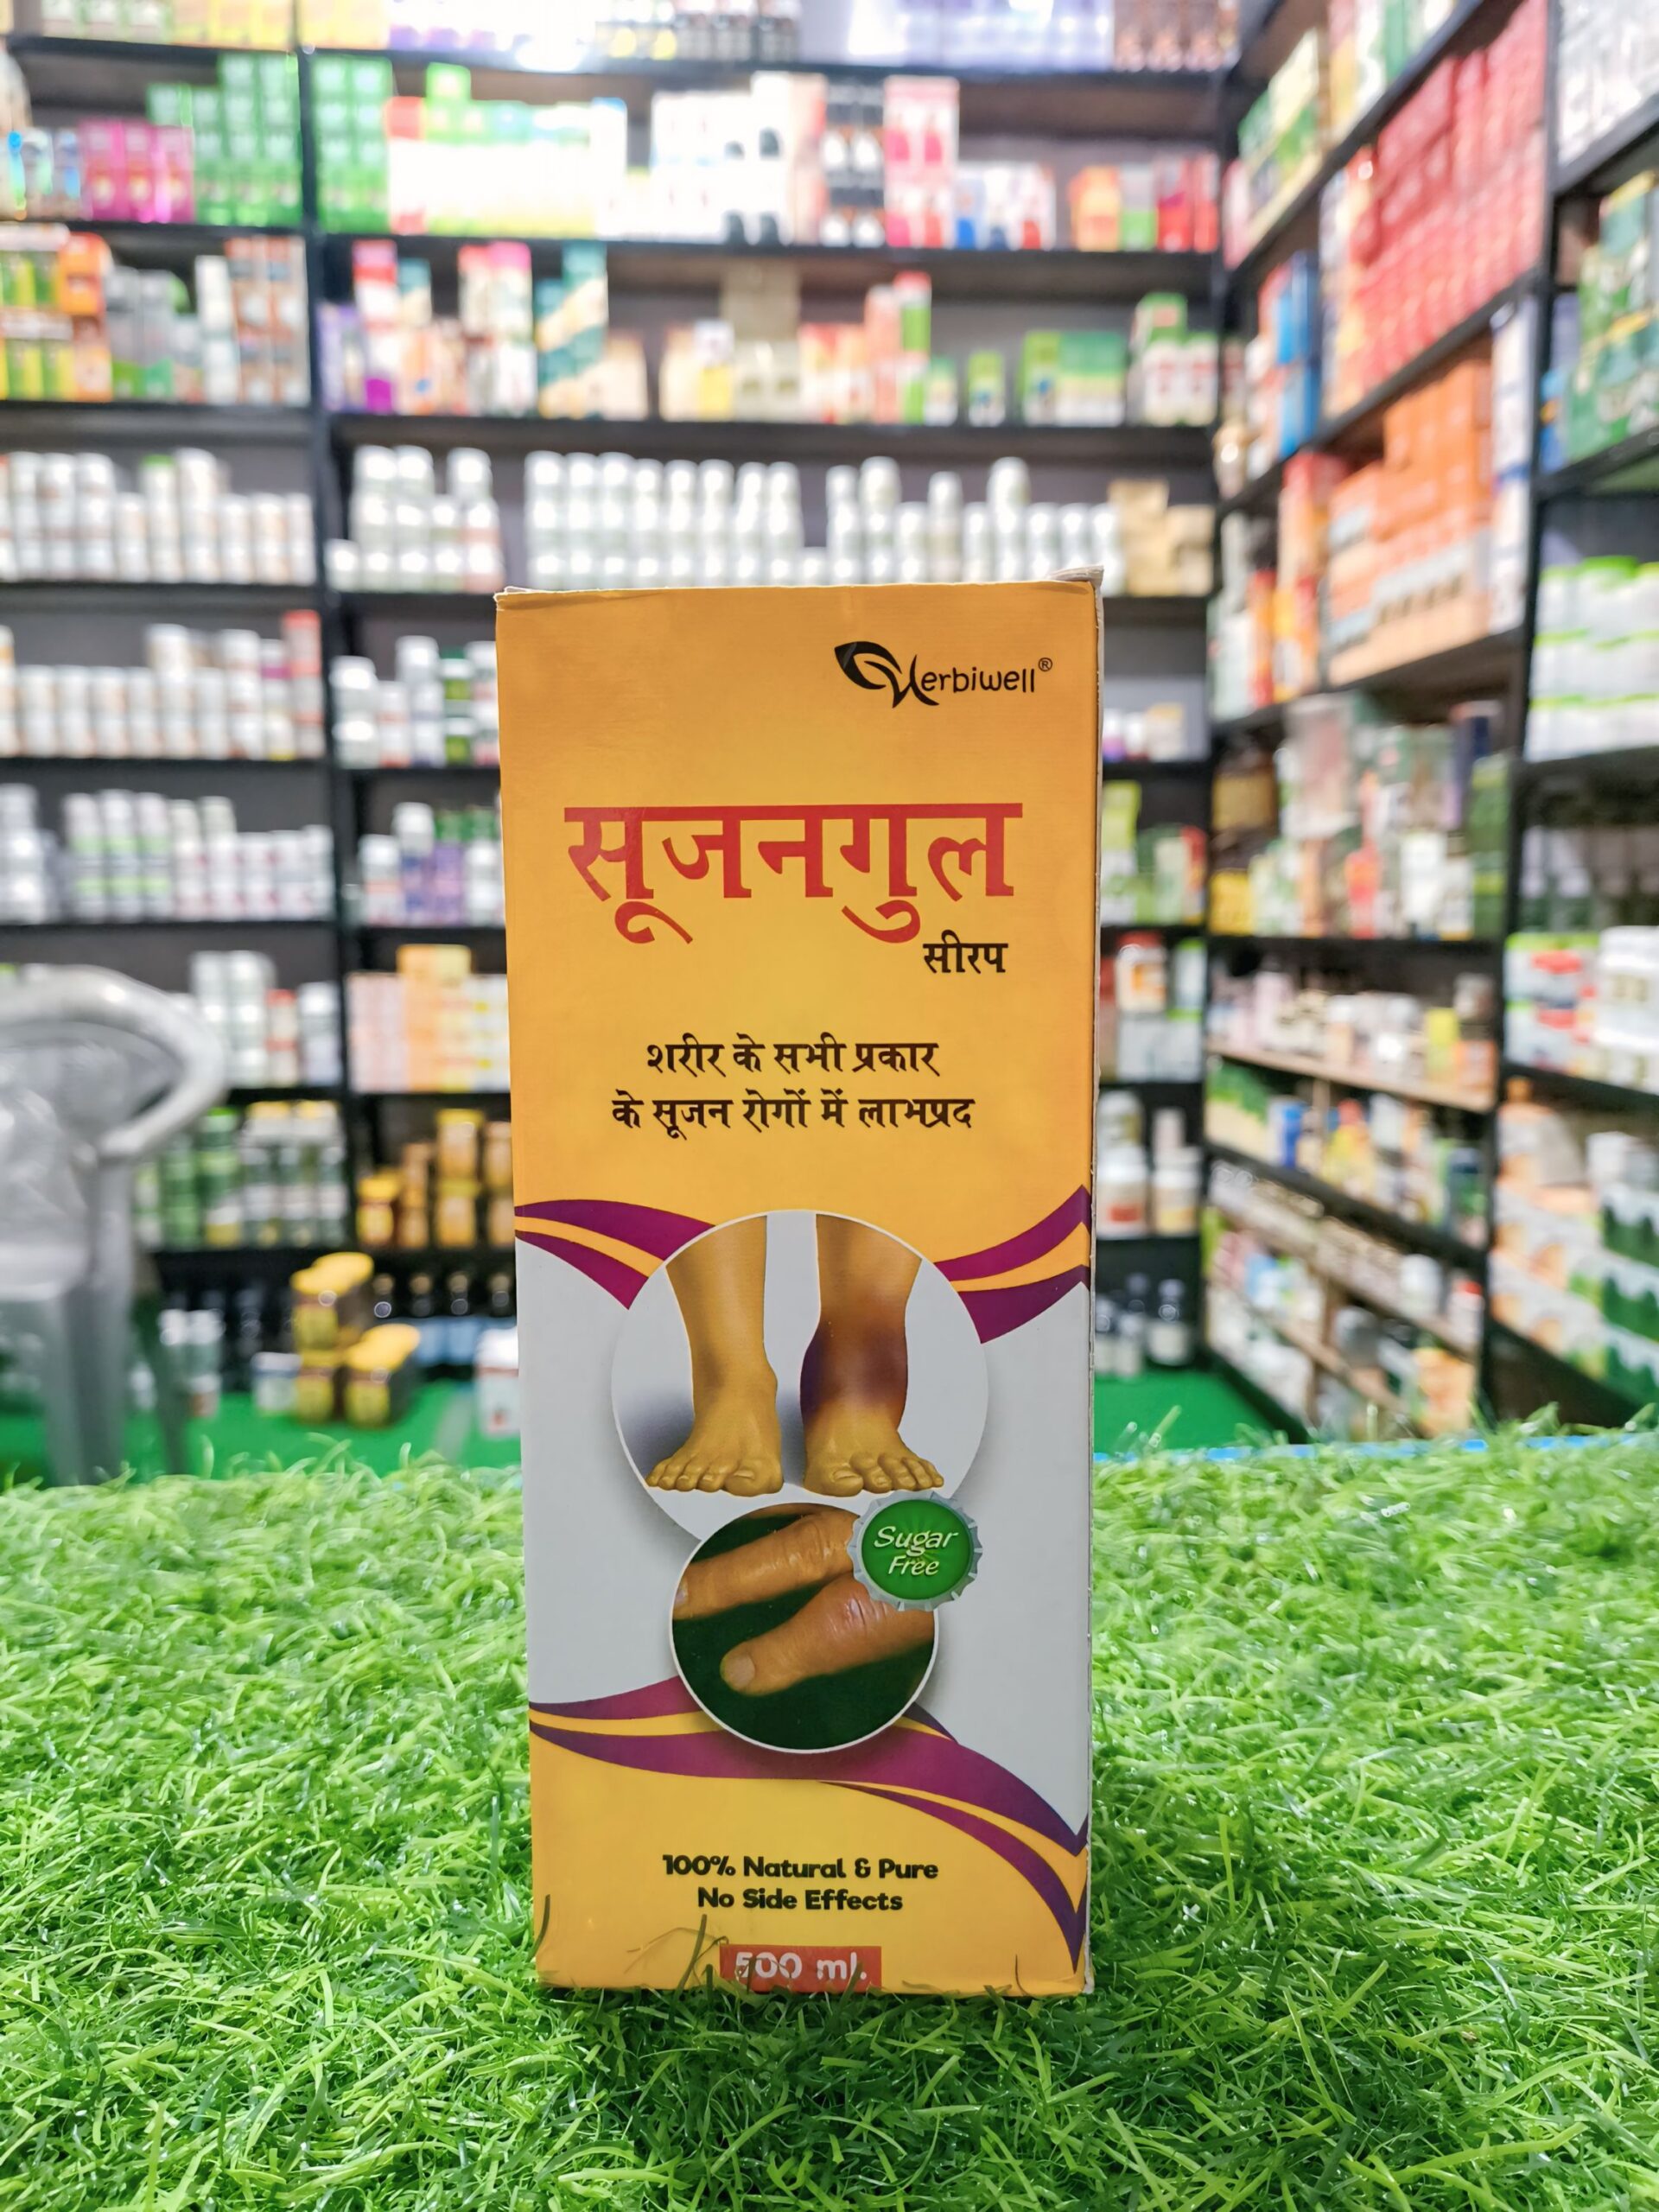 Herbiwell®
सूजनगुल
सीरप
शरीर के सभी प्रकार
के सूजन रोगों में लाभप्रद
Sugar
Free
100% Natural & Pure
No Side Effects
500 ml.